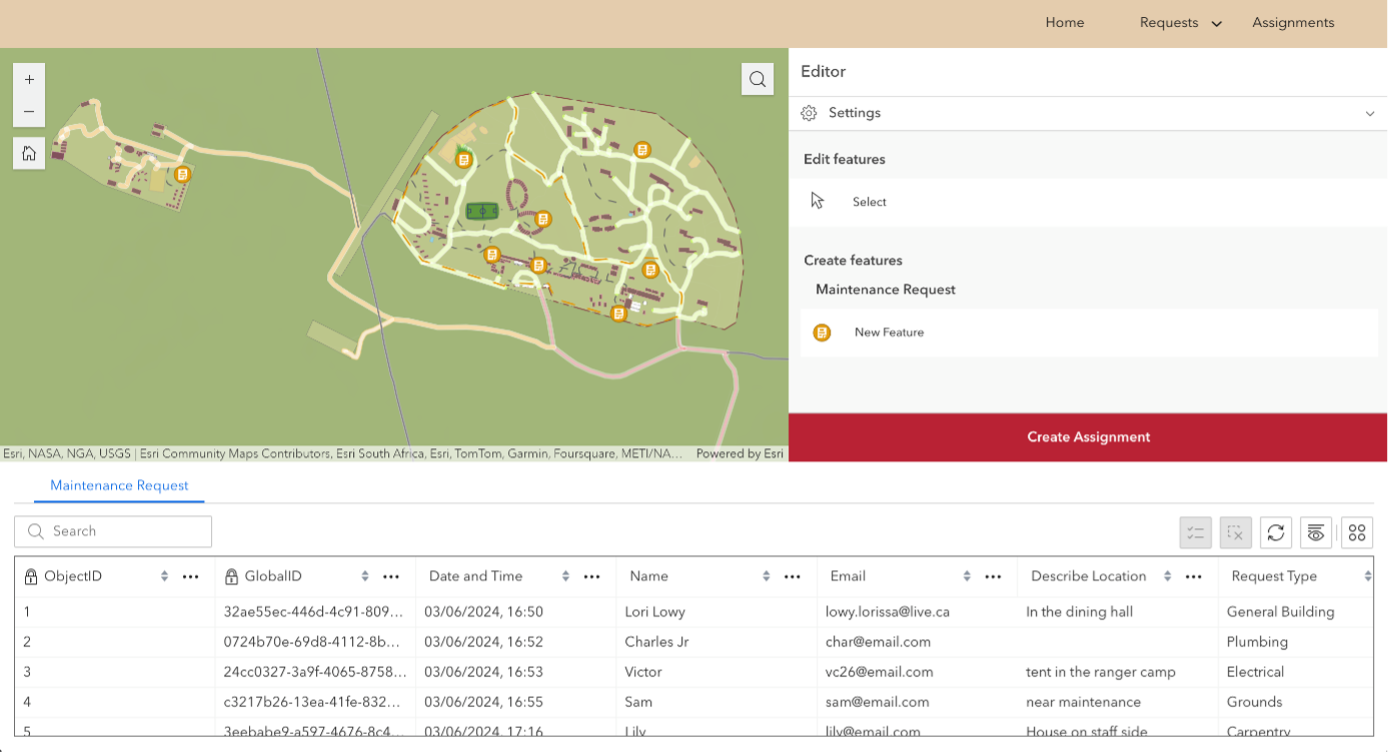 Home Requests Assignments
+
Editor
Settings
−
Edit features
Select
Create features
Maintenance Request
New Feature
Create Assignment
Esri, NASA, NGA, USGS | Esri Community Maps Contributors, Esri South Africa, Esri, TomTom, Garmin, Foursquare, METI/NA... Powered by Esri
Maintenance Request
Search
ObjectID ••• GlobalID ••• Date and Time ••• Name ••• Email ••• Describe Location ••• Request Type
1 32ae55ec-446d-4c91-809... 03/06/2024, 16:50 Lori Lowy lowy.lorissa@live.ca In the dining hall General Building
2 0724b70e-69d8-4112-8b... 03/06/2024, 16:52 Charles Jr char@email.com Plumbing
3 24cc0327-3a9f-4065-8758... 03/06/2024, 16:53 Victor vc26@email.com tent in the ranger camp Electrical
4 c3217b26-13ea-41fe-832... 03/06/2024, 16:55 Sam sam@email.com near maintenance Grounds
5 3eebabe9-a597-4676-8c4... 03/06/2024, 17:16 Lily lily@email.com House on staff side Carpentry